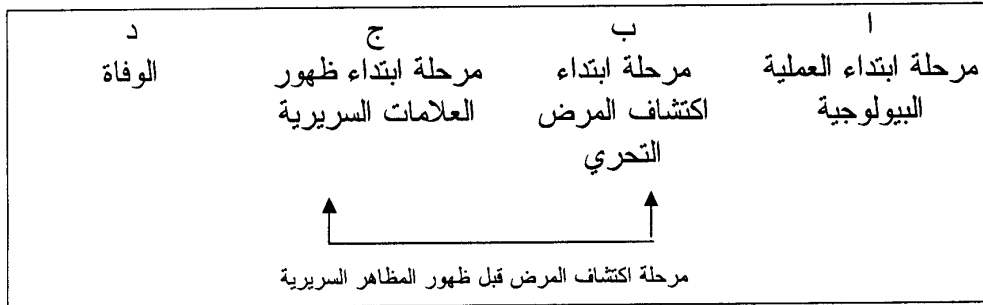 ا
مرحلة ابتداء العملية
البيولوجية
ب
مرحلة ابتداء
اكتشاف المرض
التحري
ج
مرحلة ابتداء ظهور
العلامات السريرية
د
الوفاة
مرحلة اكتشاف المرض قبل ظهور المظاهر السريرية